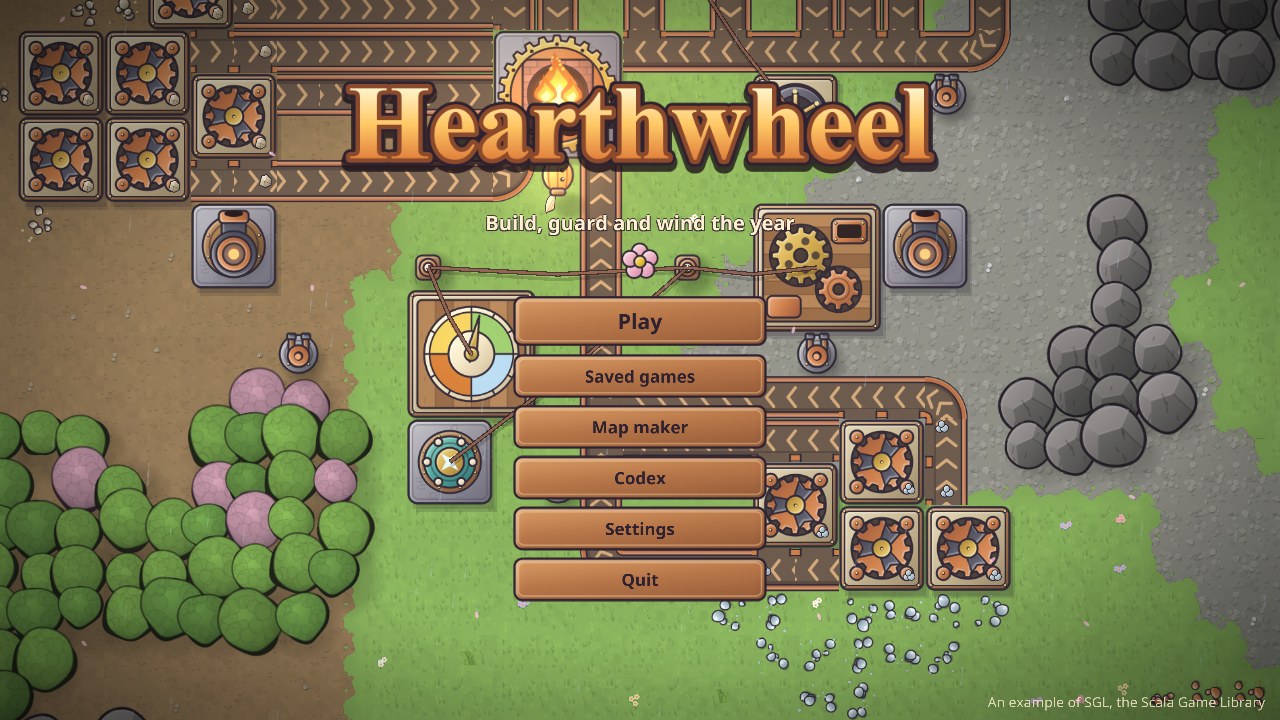 Hearthwheel
Build, guard and wind the year
Play
Saved games
Map maker
Codex
Settings
Quit
An example of SGL, the Scala Game Library